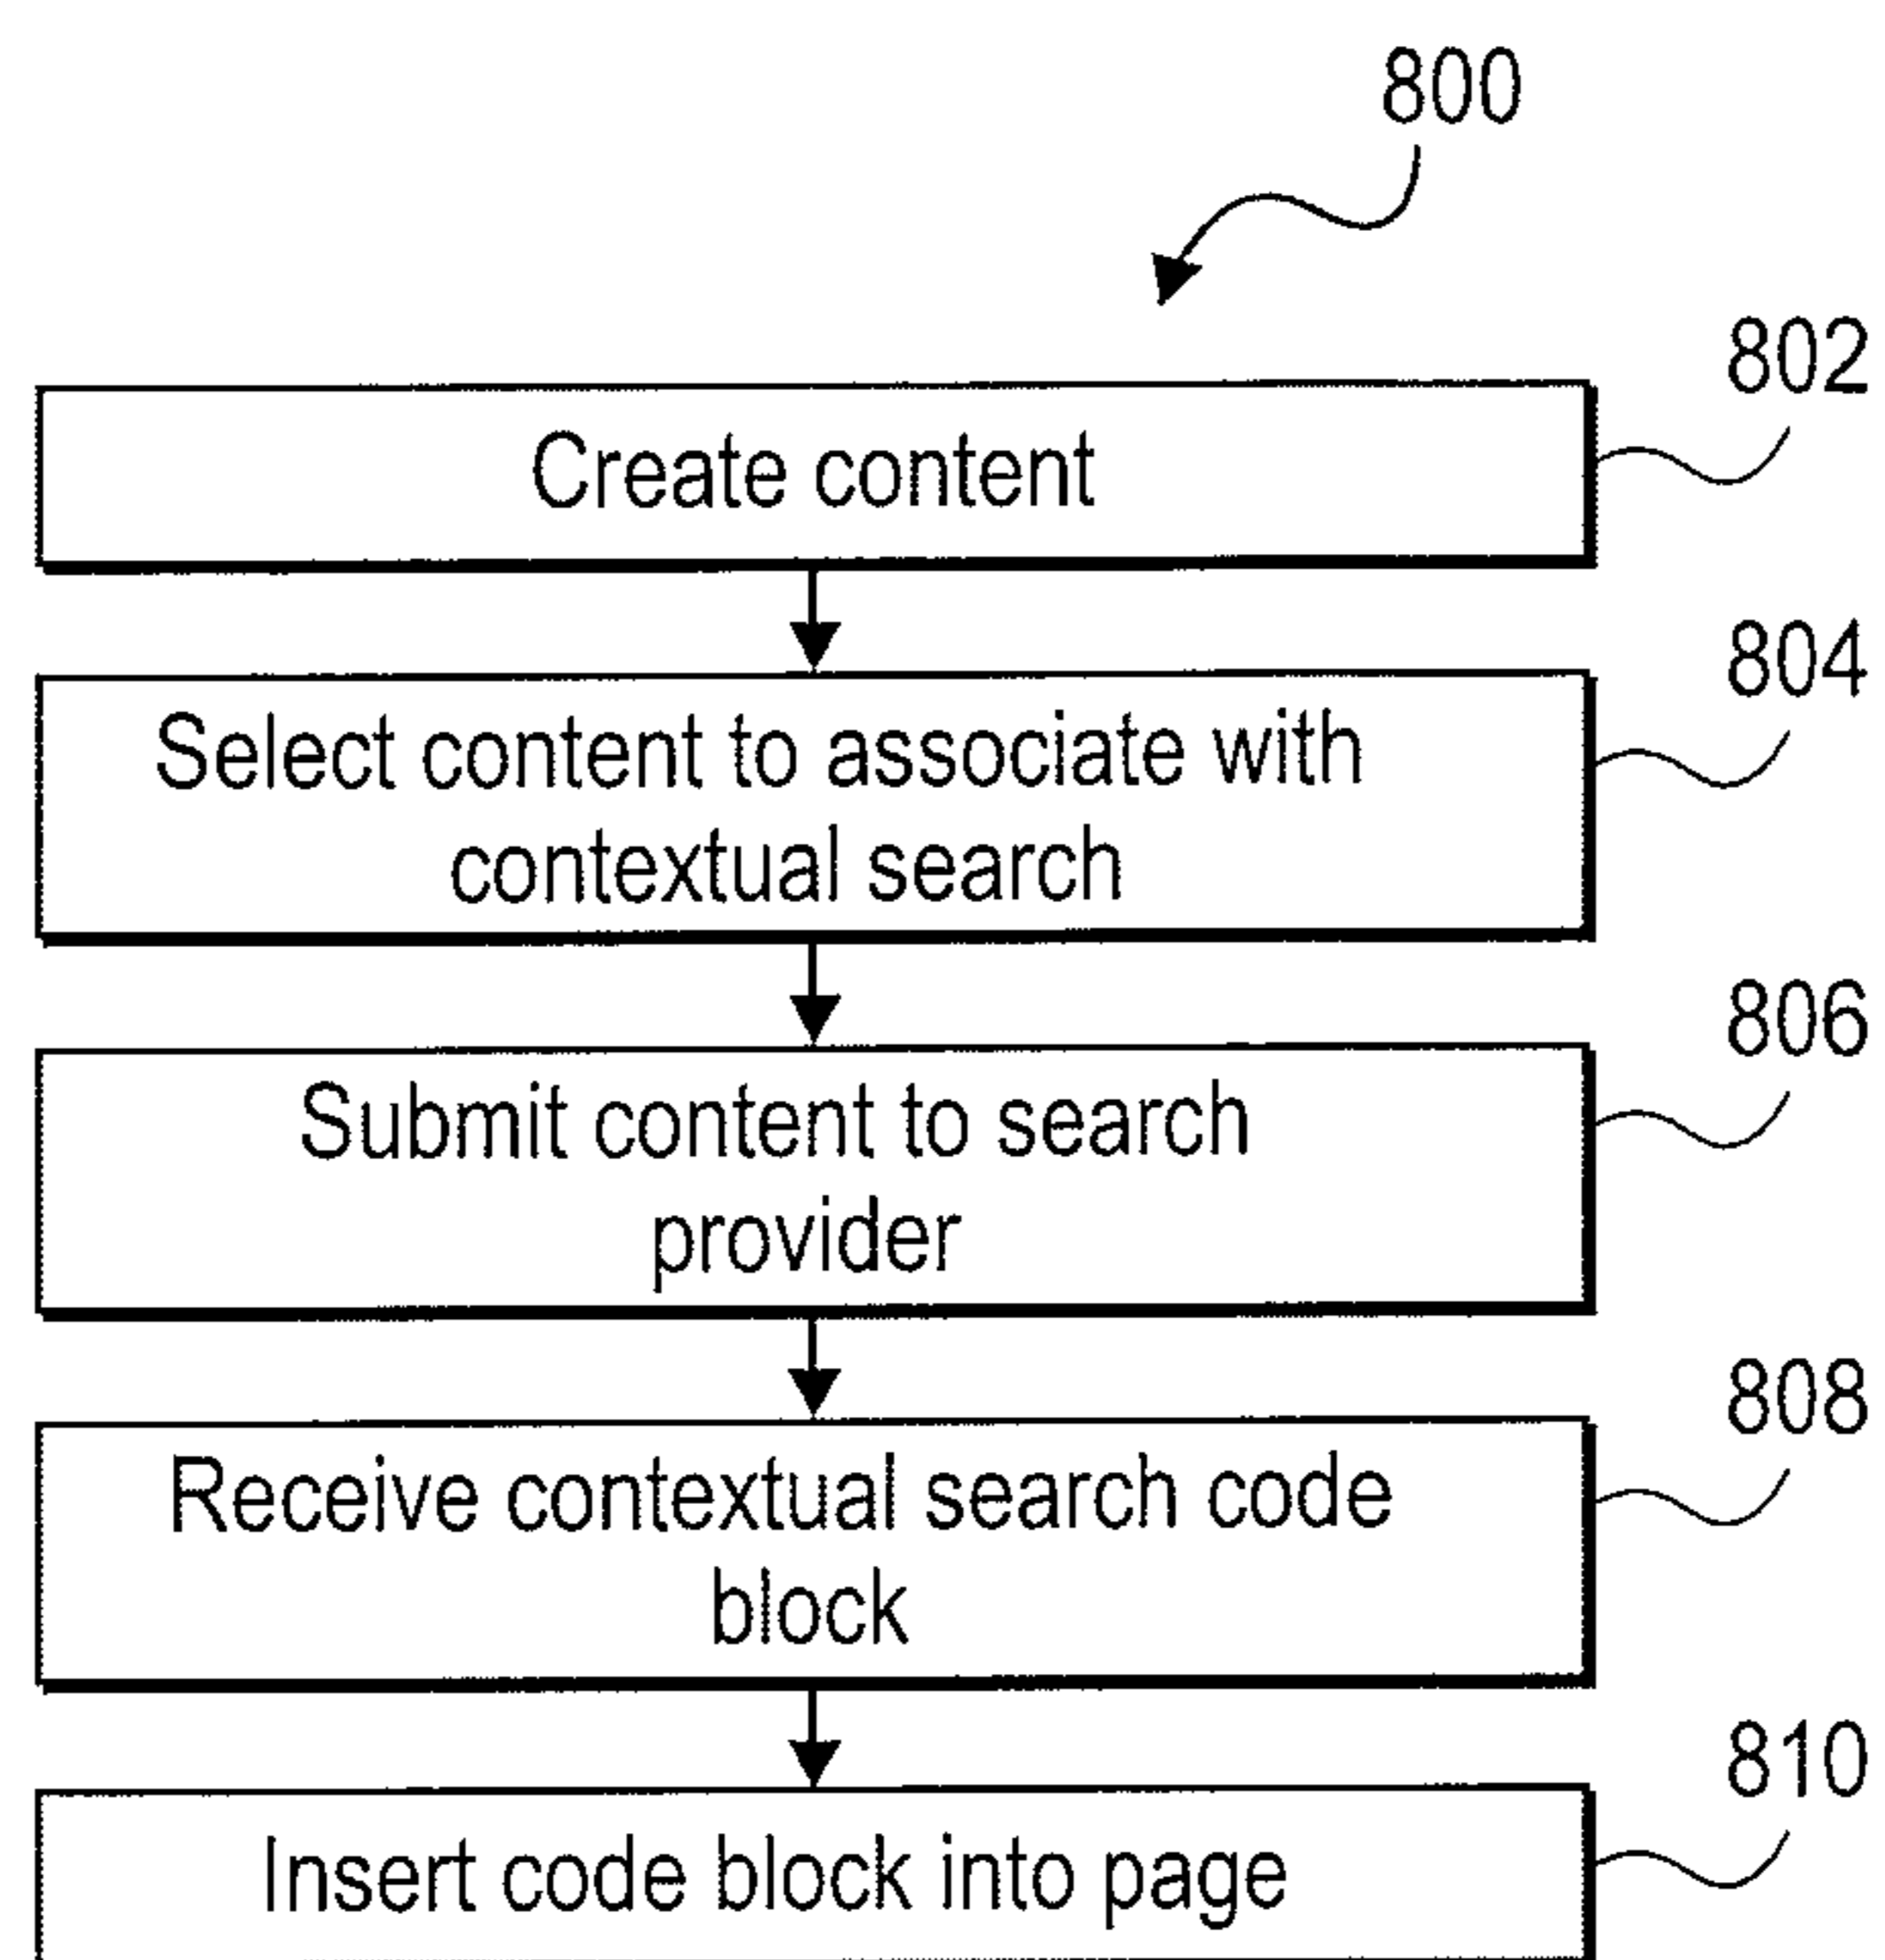 800
802
Create content
804
Select content to associate with
contextual search
806
Submit content to search
provider
808
Receive contextual search code
block
810
Insert code block into page